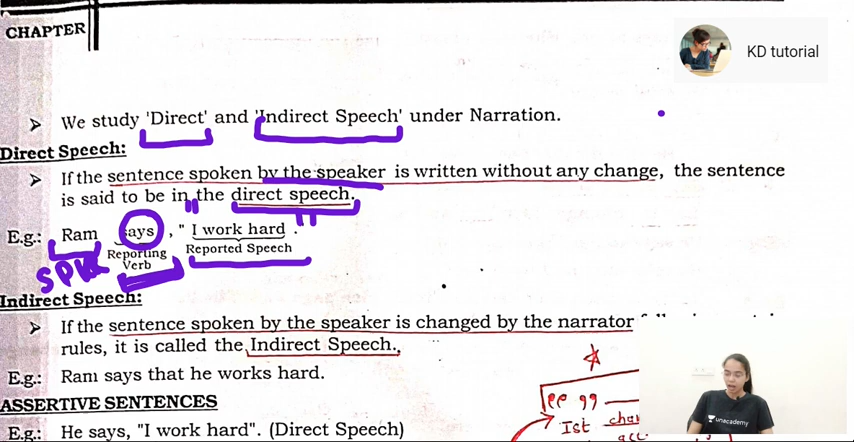 CHAPTER
KD tutorial
We study 'Direct' and 'Indirect Speech' under Narration.
Direct Speech:
If the sentence spoken by the speaker is written without any change, the sentence
is said to be in the direct speech.
E.g.: Ram says, " I work hard .
Reporting Verb
Reported Speech
SPK
Indirect Speech:
If the sentence spoken by the speaker is changed by the narrator
rules, it is called the Indirect Speech.,
E.g.: Ram says that he works hard.
ASSERTIVE SENTENCES
E.g.: He says, "I work hard". (Direct Speech)
Ist
unacademy